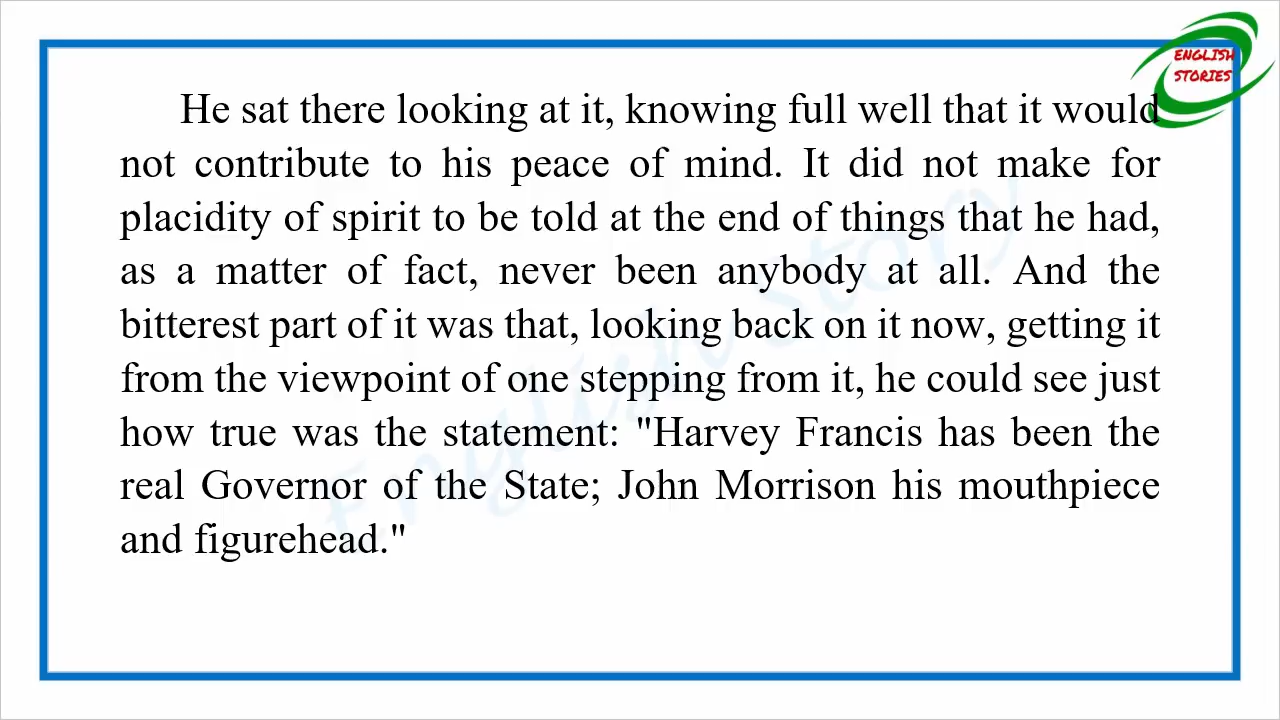 ENGLISH
STORIES
He sat there looking at it, knowing full well that it would
not contribute to his peace of mind. It did not make for
placidity of spirit to be told at the end of things that he had,
as a matter of fact, never been anybody at all. And the
bitterest part of it was that, looking back on it now, getting it
from the viewpoint of one stepping from it, he could see just
how true was the statement: "Harvey Francis has been the
real Governor of the State; John Morrison his mouthpiece
and figurehead."
English Story